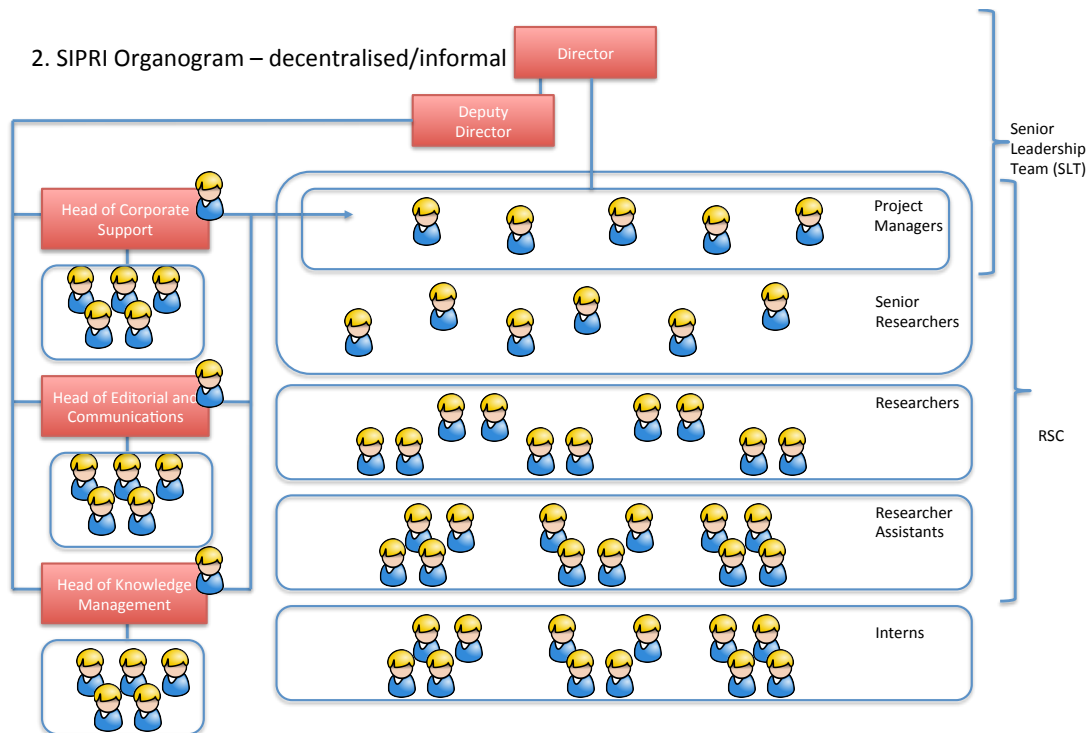 2. SIPRI Organogram – decentralised/informal
Director
Deputy
Director
Senior
Leadership
Team (SLT)
Head of Corporate
Support
Project
Managers
Senior
Researchers
Head of Editorial and
Communications
Researchers
RSC
Researcher
Assistants
Head of Knowledge
Management
Interns